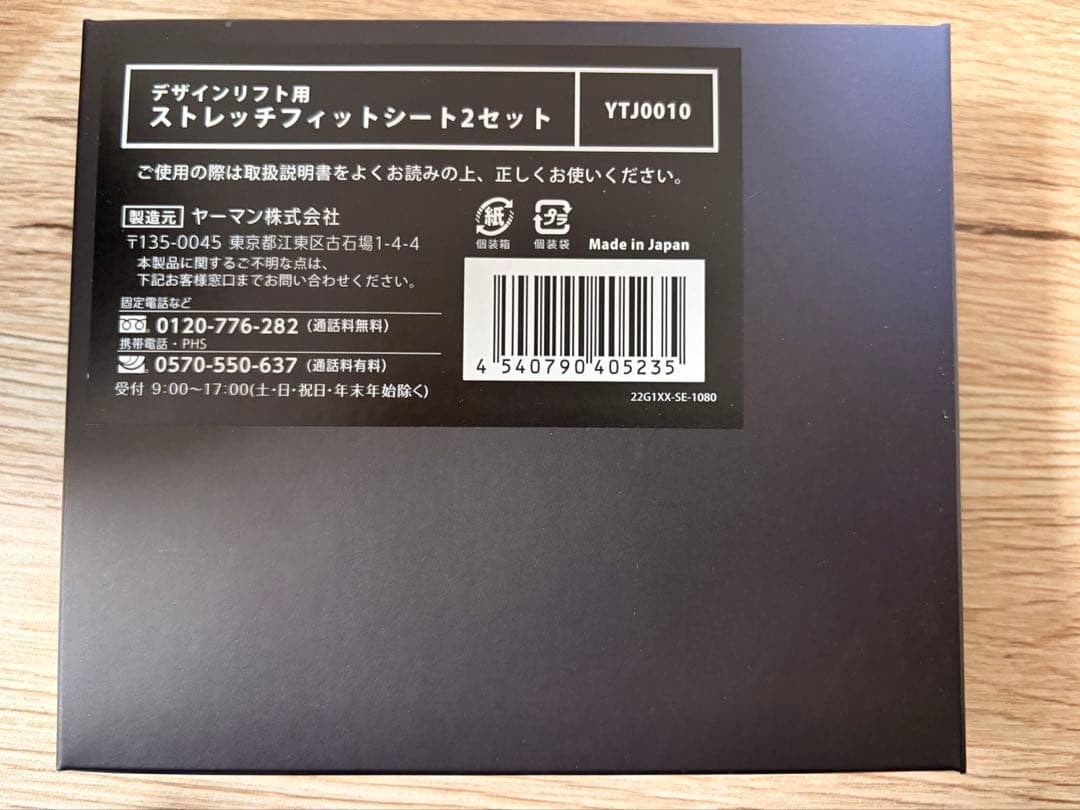 デザインリフト用
ストレッチフィットシート2セット
YTJ0010
ご使用の際は取扱説明書をよくお読みの上、正しくお使いください。
製造元 ヤーマン株式会社
〒135-0045 東京都江東区古石場1-4-4
本製品に関するご不明な点は、
下記お客様窓口までお問い合わせください。
固定電話など
0120-776-282（通話料無料）
携帯電話・PHS
0570-550-637（通話料有料）
受付 9:00～17:00(土・日・祝日・年末年始除く)
紙
個装箱
プラ
個装袋
Made in Japan
4 540790 405235
22G1XX-SE-1080